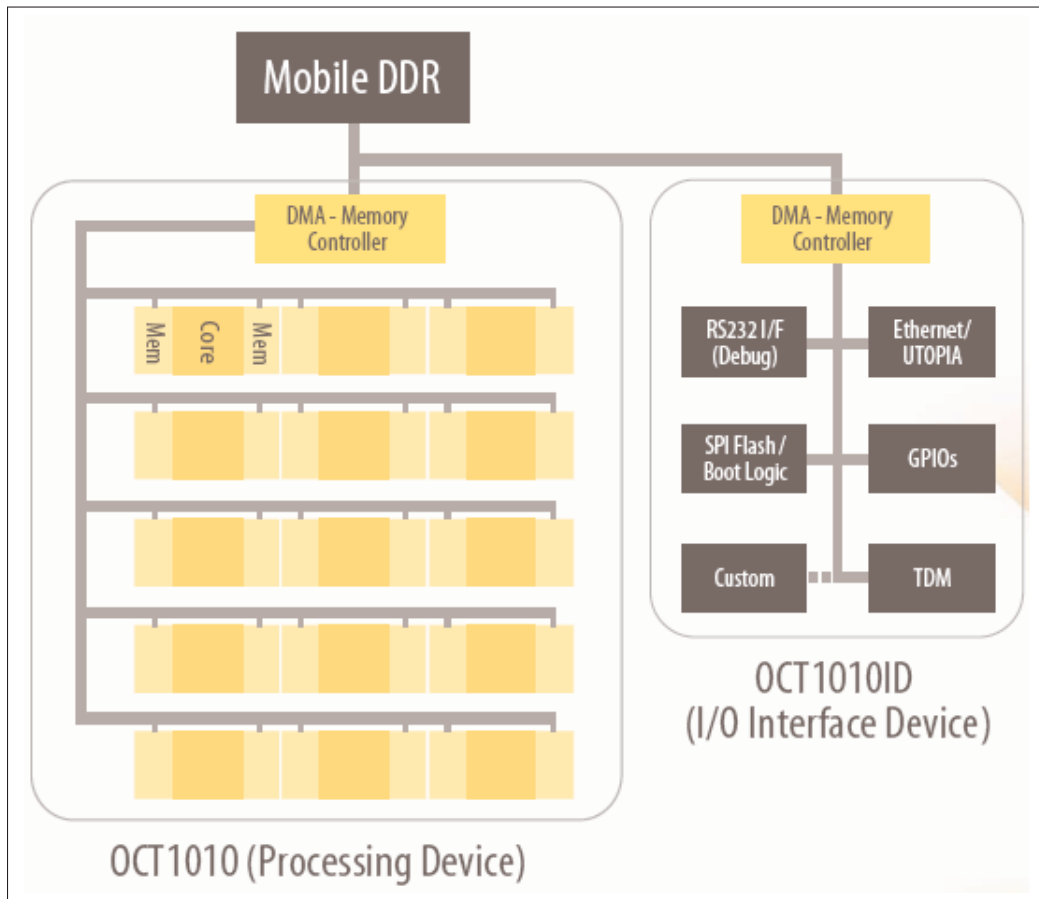 Mobile DDR
DMA - Memory
Controller
Mem
Core
Mem
OCT1010 (Processing Device)
DMA - Memory
Controller
RS232 I/F
(Debug)
Ethernet/
UTOPIA
SPI Flash /
Boot Logic
GPIOs
Custom
TDM
OCT1010ID
(I/O Interface Device)